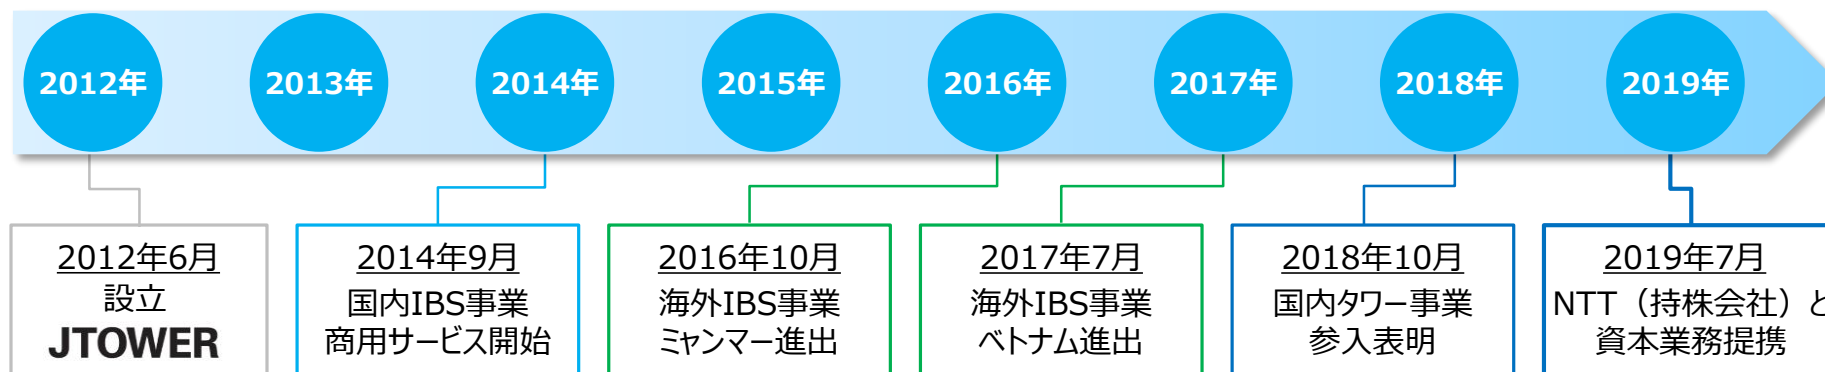 2012年
2013年
2014年
2015年
2016年
2017年
2018年
2019年
2012年6月
設立
JTOWER
2014年9月
国内IBS事業
商用サービス開始
2016年10月
海外IBS事業
ミャンマー進出
2017年7月
海外IBS事業
ベトナム進出
2018年10月
国内タワー事業
参入表明
2019年7月
NTT（持株会社）と
資本業務提携